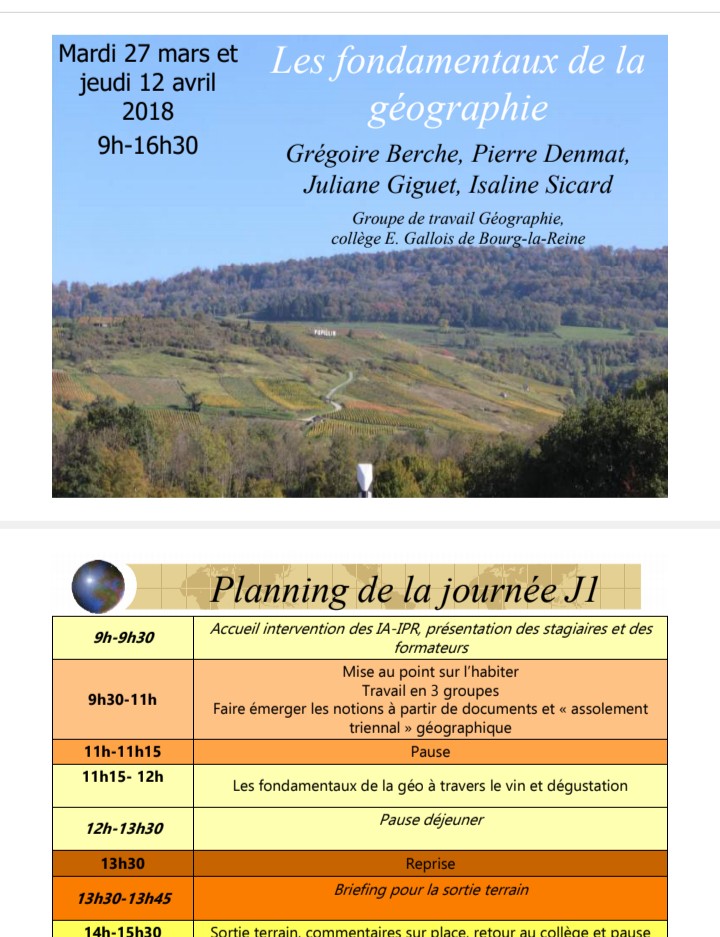 Mardi 27 mars et
jeudi 12 avril
2018
9h-16h30
Les fondamentaux de la
géographie
Grégoire Berche, Pierre Denmat,
Juliane Giguet, Isaline Sicard
Groupe de travail Géographie,
collège E. Gallois de Bourg-la-Reine
PUPILLIN
Planning de la journée J1
9h-9h30
Accueil intervention des IA-IPR, présentation des stagiaires et des
formateurs
9h30-11h
Mise au point sur l'habiter
Travail en 3 groupes
Faire émerger les notions à partir de documents et « assolement
triennal » géographique
11h-11h15
Pause
11h15- 12h
Les fondamentaux de la géo à travers le vin et dégustation
12h-13h30
Pause déjeuner
13h30
Reprise
13h30-13h45
Briefing pour la sortie terrain
14h-15h30
Sortie terrain, commentaires sur place, retour au collège et pause